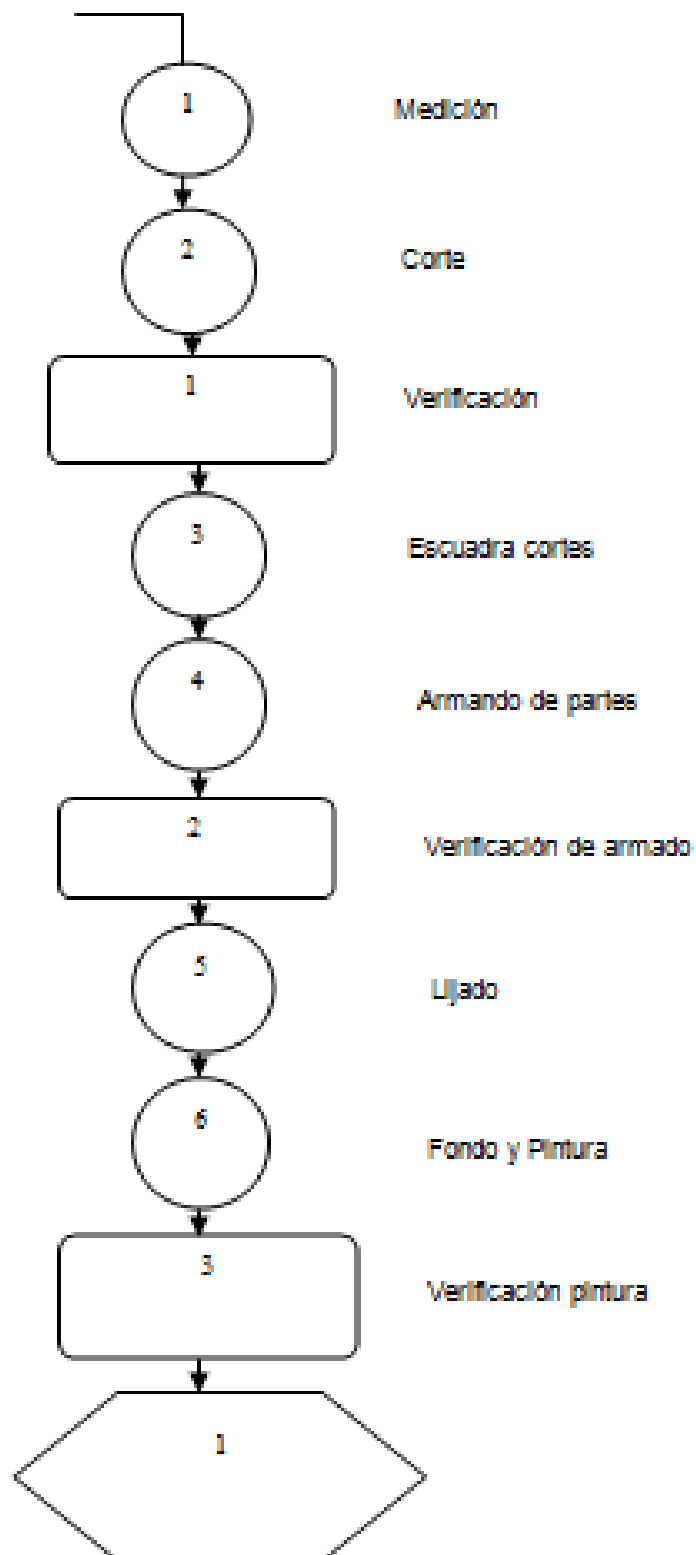 1 Medición
2 Corte
1 Verificación
3 Escuadra cortes
4 Armando de partes
2 Verificación de armado
5 Lijado
6 Fondo y Pintura
3 Verificación pintura
1